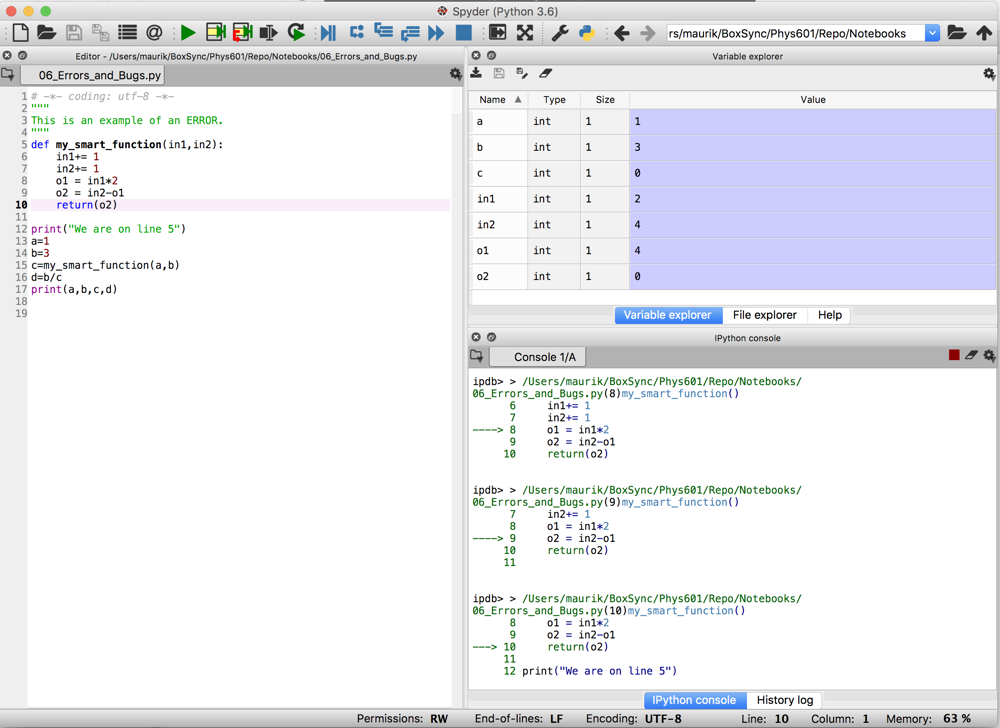 Spyder (Python 3.6)
rs/maurik/BoxSync/Phys601/Repo/Notebooks
Editor - /Users/maurik/BoxSync/Phys601/Repo/Notebooks/06_Errors_and_Bugs.py
06_Errors_and_Bugs.py
1 # -*- coding: utf-8 -*-
2 """
3 This is an example of an ERROR.
4 """
5 def my_smart_function(in1,in2):
6     in1+= 1
7     in2+= 1
8     o1 = in1*2
9     o2 = in2-o1
10     return(o2)
11
12 print("We are on line 5")
13 a=1
14 b=3
15 c=my_smart_function(a,b)
16 d=b/c
17 print(a,b,c,d)
18
19
Variable explorer
Name ▲ Type Size Value
a int 1 1
b int 1 3
c int 1 0
in1 int 1 2
in2 int 1 4
o1 int 1 4
o2 int 1 0
Variable explorer File explorer Help
IPython console
Console 1/A
ipdb> > /Users/maurik/BoxSync/Phys601/Repo/Notebooks/
06_Errors_and_Bugs.py(8)my_smart_function()
      6     in1+= 1
      7     in2+= 1
----> 8     o1 = in1*2
      9     o2 = in2-o1
     10     return(o2)
ipdb> > /Users/maurik/BoxSync/Phys601/Repo/Notebooks/
06_Errors_and_Bugs.py(9)my_smart_function()
      7     in2+= 1
      8     o1 = in1*2
----> 9     o2 = in2-o1
     10     return(o2)
     11
ipdb> > /Users/maurik/BoxSync/Phys601/Repo/Notebooks/
06_Errors_and_Bugs.py(10)my_smart_function()
      8     o1 = in1*2
      9     o2 = in2-o1
---> 10     return(o2)
     11
     12 print("We are on line 5")
IPython console History log
Permissions: RW End-of-lines: LF Encoding: UTF-8 Line: 10 Column: 1 Memory: 63 %